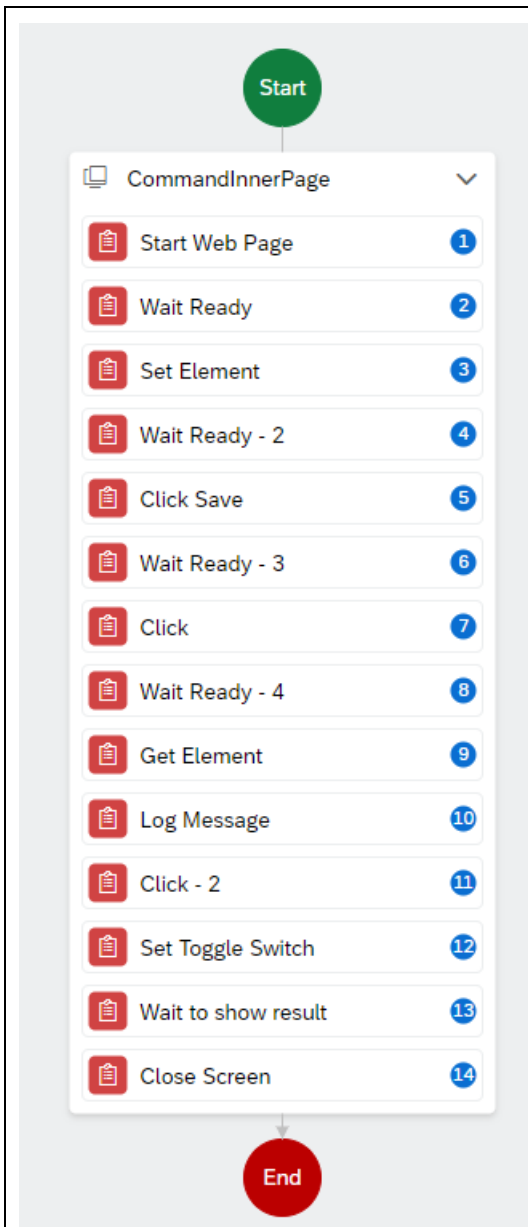 Start
CommandInnerPage
Start Web Page 1
Wait Ready 2
Set Element 3
Wait Ready - 2 4
Click Save 5
Wait Ready - 3 6
Click 7
Wait Ready - 4 8
Get Element 9
Log Message 10
Click - 2 11
Set Toggle Switch 12
Wait to show result 13
Close Screen 14
End